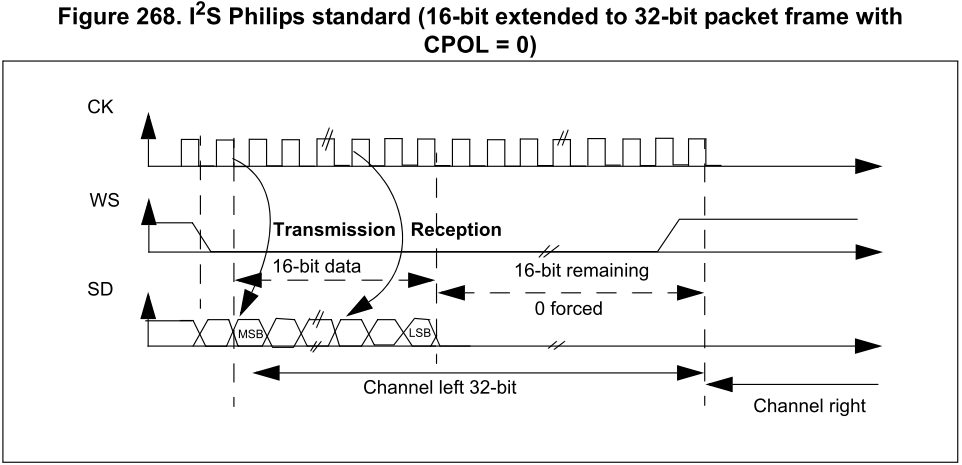 Figure 268. I²S Philips standard (16-bit extended to 32-bit packet frame with
CPOL = 0)
CK
WS
Transmission
Reception
16-bit data
16-bit remaining
SD
0 forced
MSB
LSB
Channel left 32-bit
Channel right